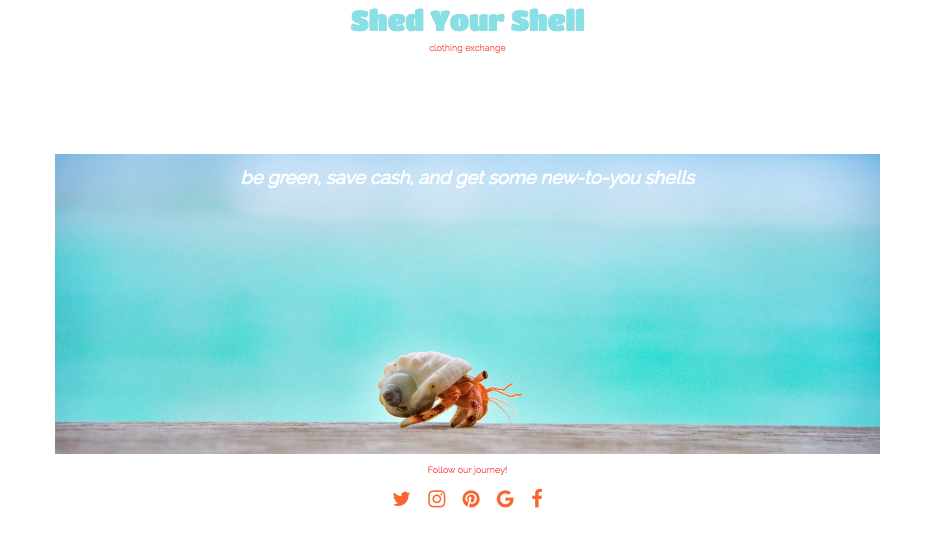 Shed Your Shell
clothing exchange
be green, save cash, and get some new-to-you shells
Follow our journey!